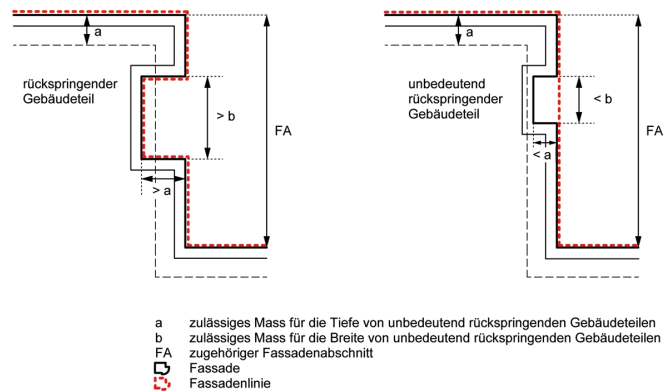 a
rückspringender
Gebäudeteil
> b
FA
> a
a
unbedeutend
rückspringender
Gebäudeteil
< b
FA
< a
a zulässiges Mass für die Tiefe von unbedeutend rückspringenden Gebäudeteilen
b zulässiges Mass für die Breite von unbedeutend rückspringenden Gebäudeteilen
FA zugehöriger Fassadenabschnitt
Fassade
Fassadenlinie